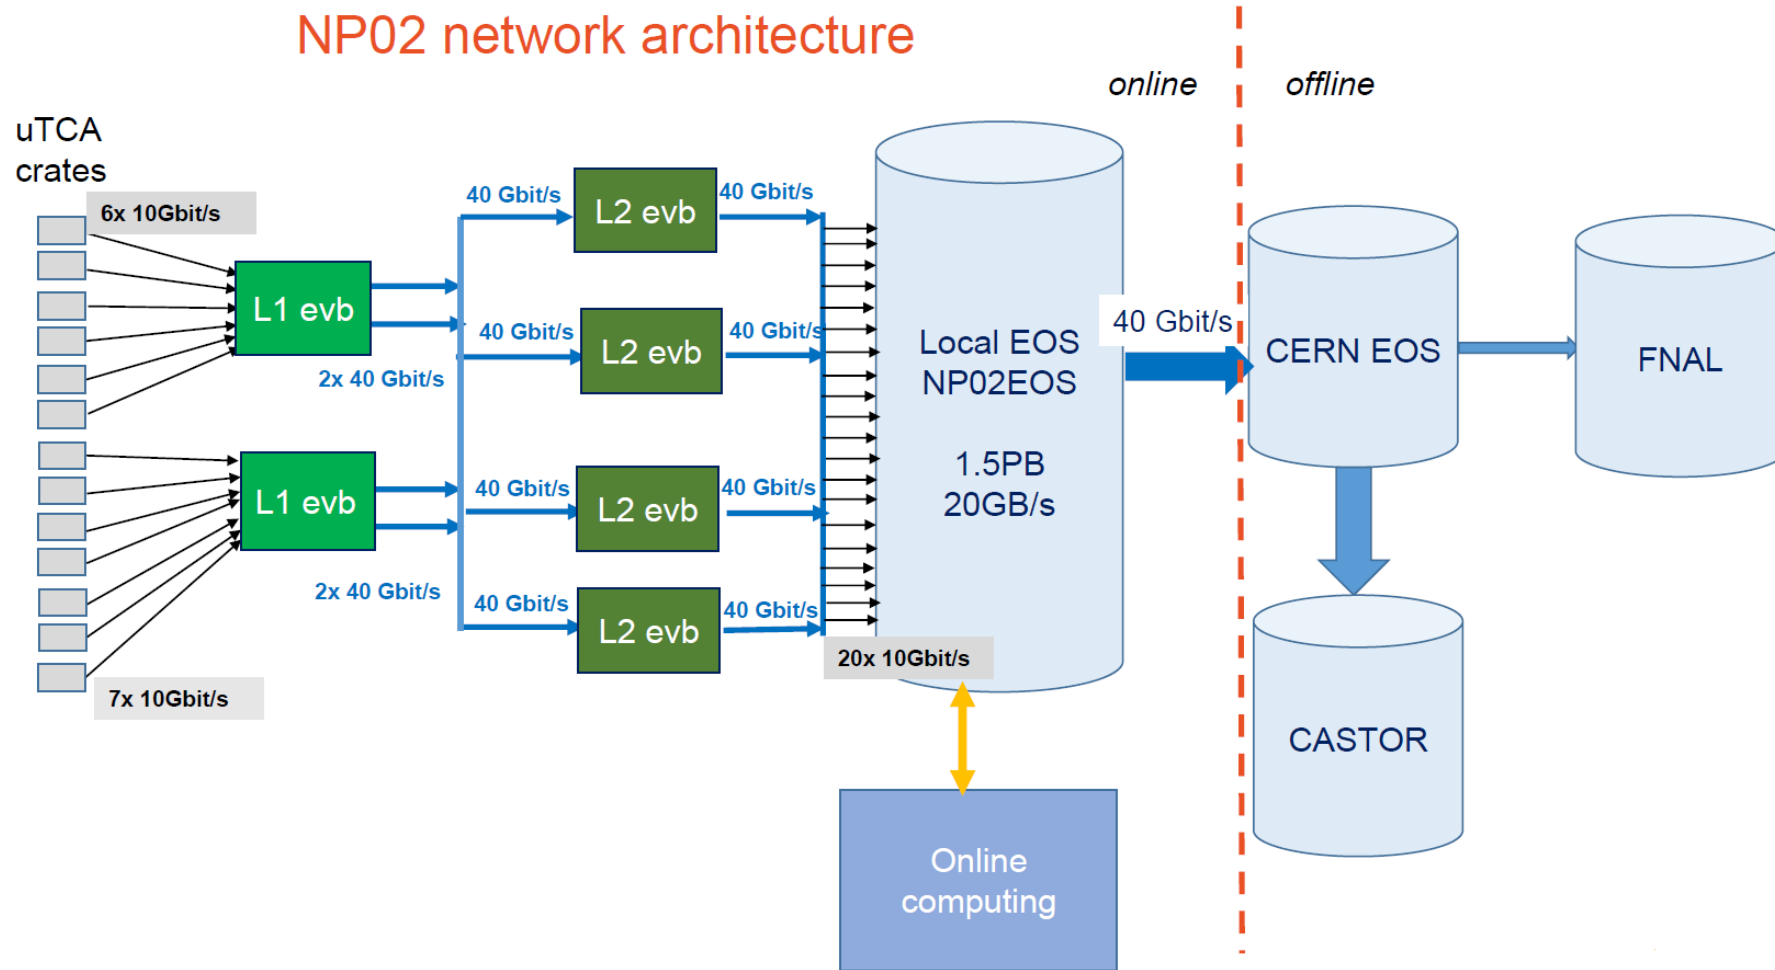 NP02 network architecture
online
offline
uTCA
crates
6x 10Gbit/s
L1 evb
2x 40 Gbit/s
L1 evb
2x 40 Gbit/s
7x 10Gbit/s
40 Gbit/s
L2 evb
40 Gbit/s
40 Gbit/s
L2 evb
40 Gbit/s
40 Gbit/s
L2 evb
40 Gbit/s
40 Gbit/s
L2 evb
40 Gbit/s
20x 10Gbit/s
Local EOS
NP02EOS
1.5PB
20GB/s
40 Gbit/s
CERN EOS
FNAL
CASTOR
Online
computing